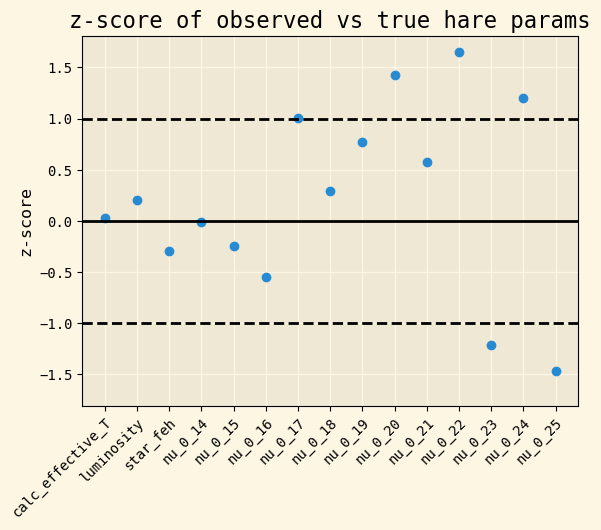 z-score of observed vs true hare params
z-score
1.5
1.0
0.5
0.0
−0.5
−1.0
−1.5
calc_effective_T
luminosity
star_feh
nu_0_14
nu_0_15
nu_0_16
nu_0_17
nu_0_18
nu_0_19
nu_0_20
nu_0_21
nu_0_22
nu_0_23
nu_0_24
nu_0_25